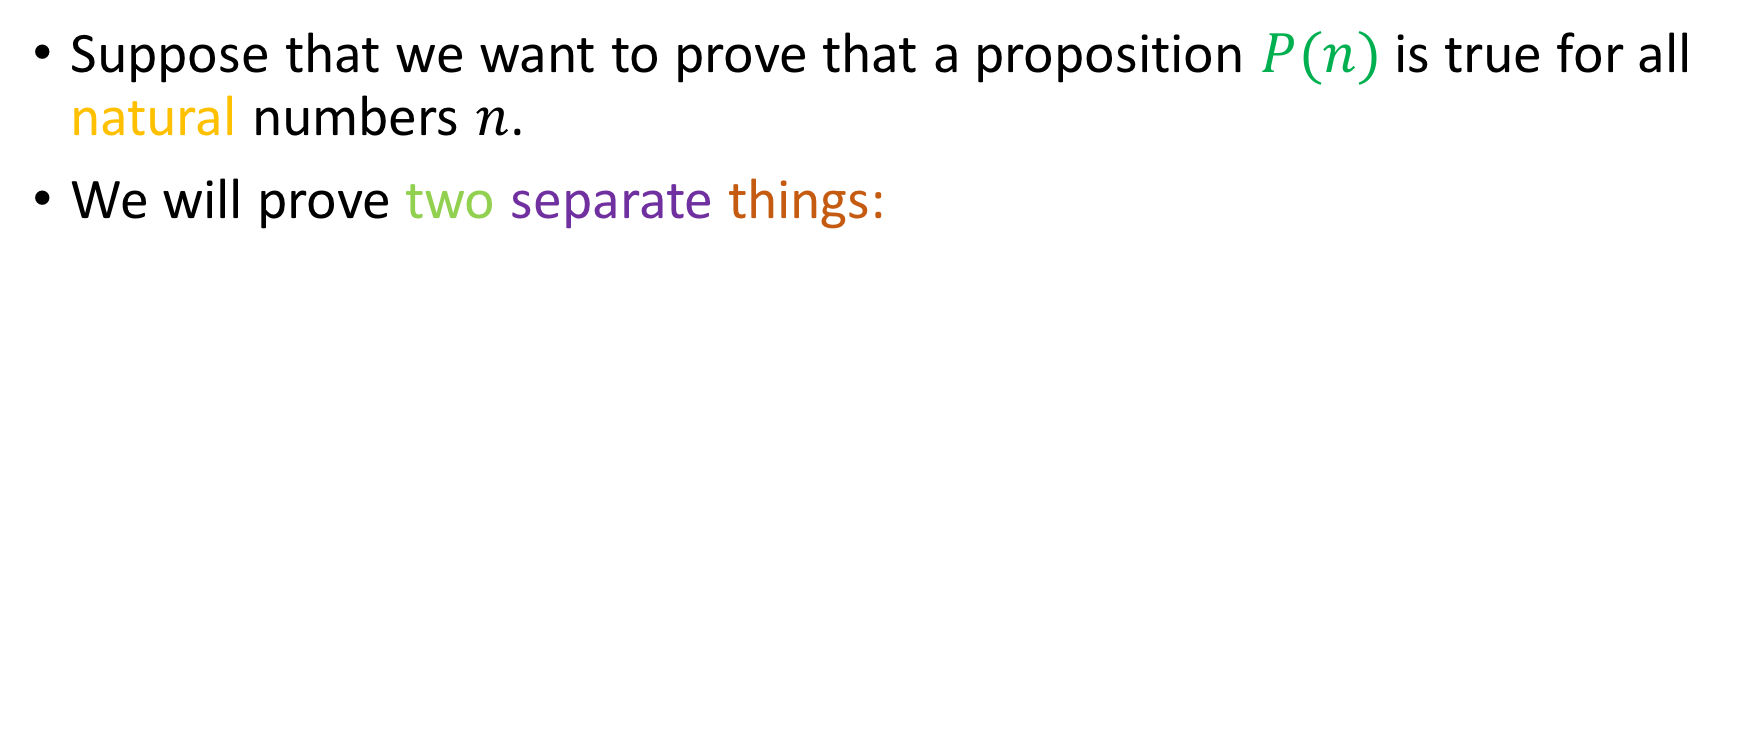 • Suppose that we want to prove that a proposition P(n) is true for all
natural numbers n.
• We will prove two separate things: